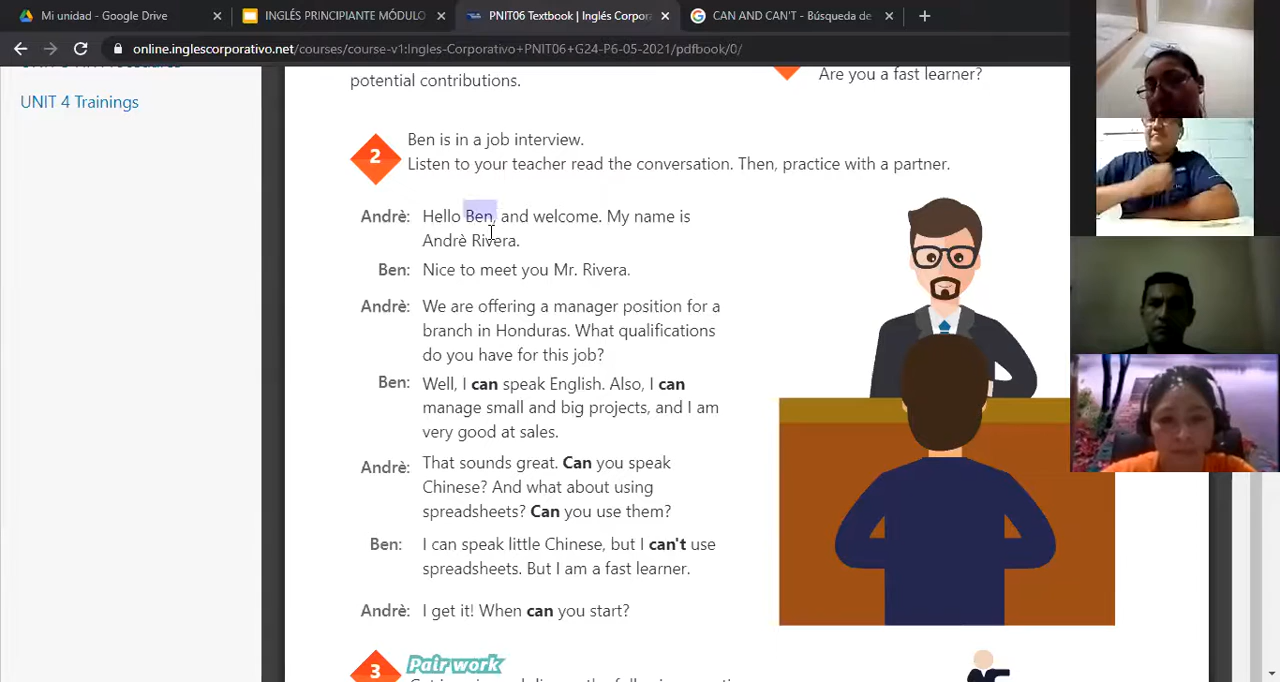 Mi unidad - Google Drive
INGLÉS PRINCIPIANTE MÓDULO
PNIT06 Textbook | Inglés Corpor
CAN AND CAN'T - Búsqueda de
online.inglescorporativo.net/courses/course-v1:Ingles-Corporativo+PNIT06+G24-P6-05-2021/pdfbook/0/
UNIT 4 Trainings
potential contributions.
Are you a fast learner?
2
Ben is in a job interview.
Listen to your teacher read the conversation. Then, practice with a partner.
Andrè: Hello Ben, and welcome. My name is
Andrè Rivera.
Ben: Nice to meet you Mr. Rivera.
Andrè: We are offering a manager position for a
branch in Honduras. What qualifications
do you have for this job?
Ben: Well, I can speak English. Also, I can
manage small and big projects, and I am
very good at sales.
Andrè: That sounds great. Can you speak
Chinese? And what about using
spreadsheets? Can you use them?
Ben: I can speak little Chinese, but I can't use
spreadsheets. But I am a fast learner.
Andrè: I get it! When can you start?
3
Pair work